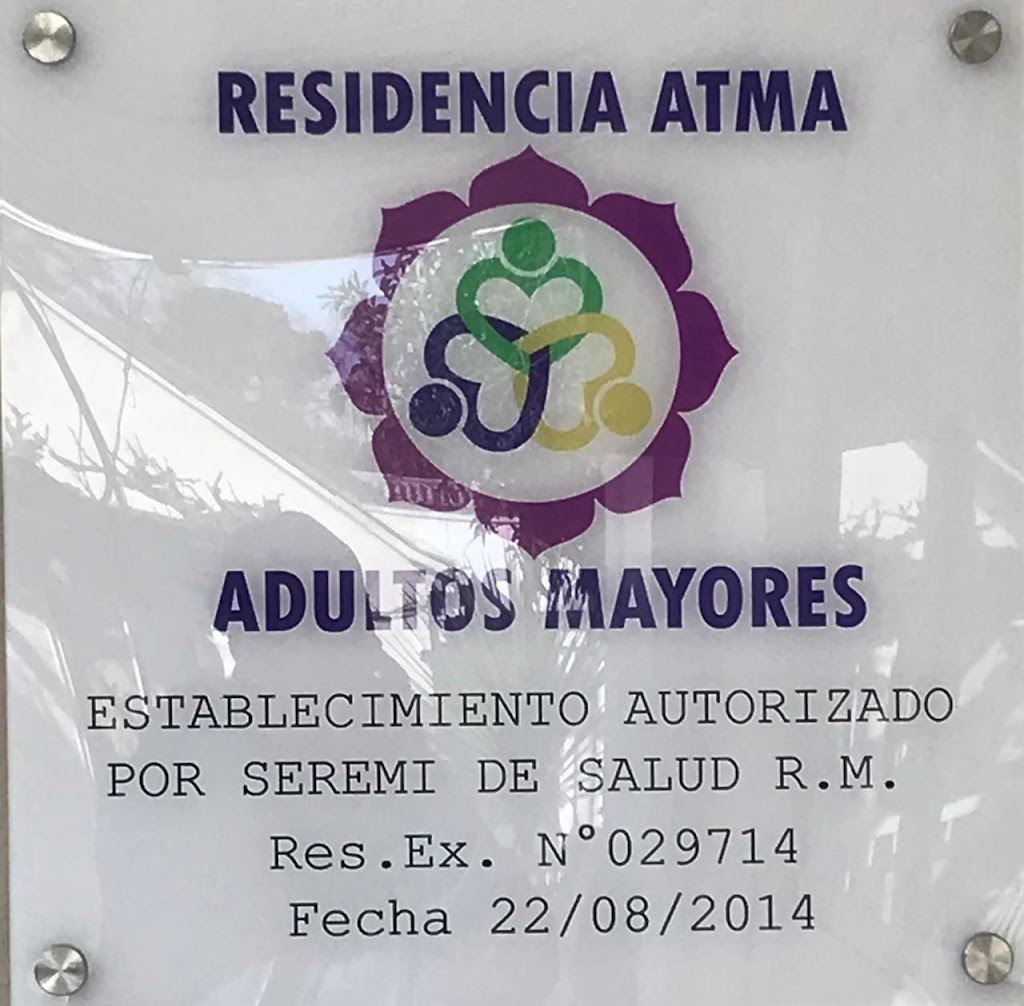 RESIDENCIA ATMA
ADULTOS MAYORES
ESTABLECIMIENTO AUTORIZADO
POR SEREMI DE SALUD R.M.
Res.Ex. N°029714
Fecha 22/08/2014